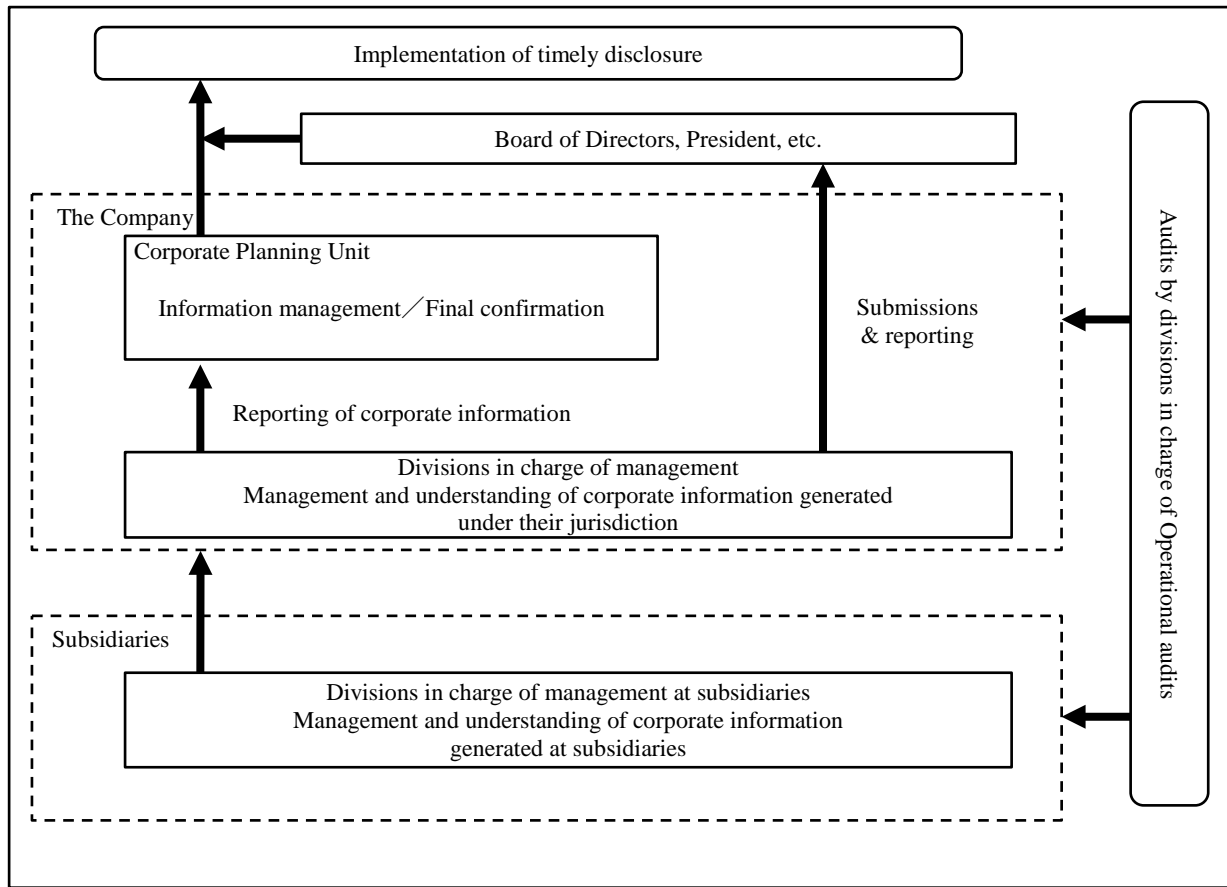 Implementation of timely disclosure
Board of Directors, President, etc.
The Company
Corporate Planning Unit
Information management／Final confirmation
Submissions
& reporting
Reporting of corporate information
Divisions in charge of management
Management and understanding of corporate information generated
under their jurisdiction
Subsidiaries
Divisions in charge of management at subsidiaries
Management and understanding of corporate information
generated at subsidiaries
Audits by divisions in charge of Operational audits